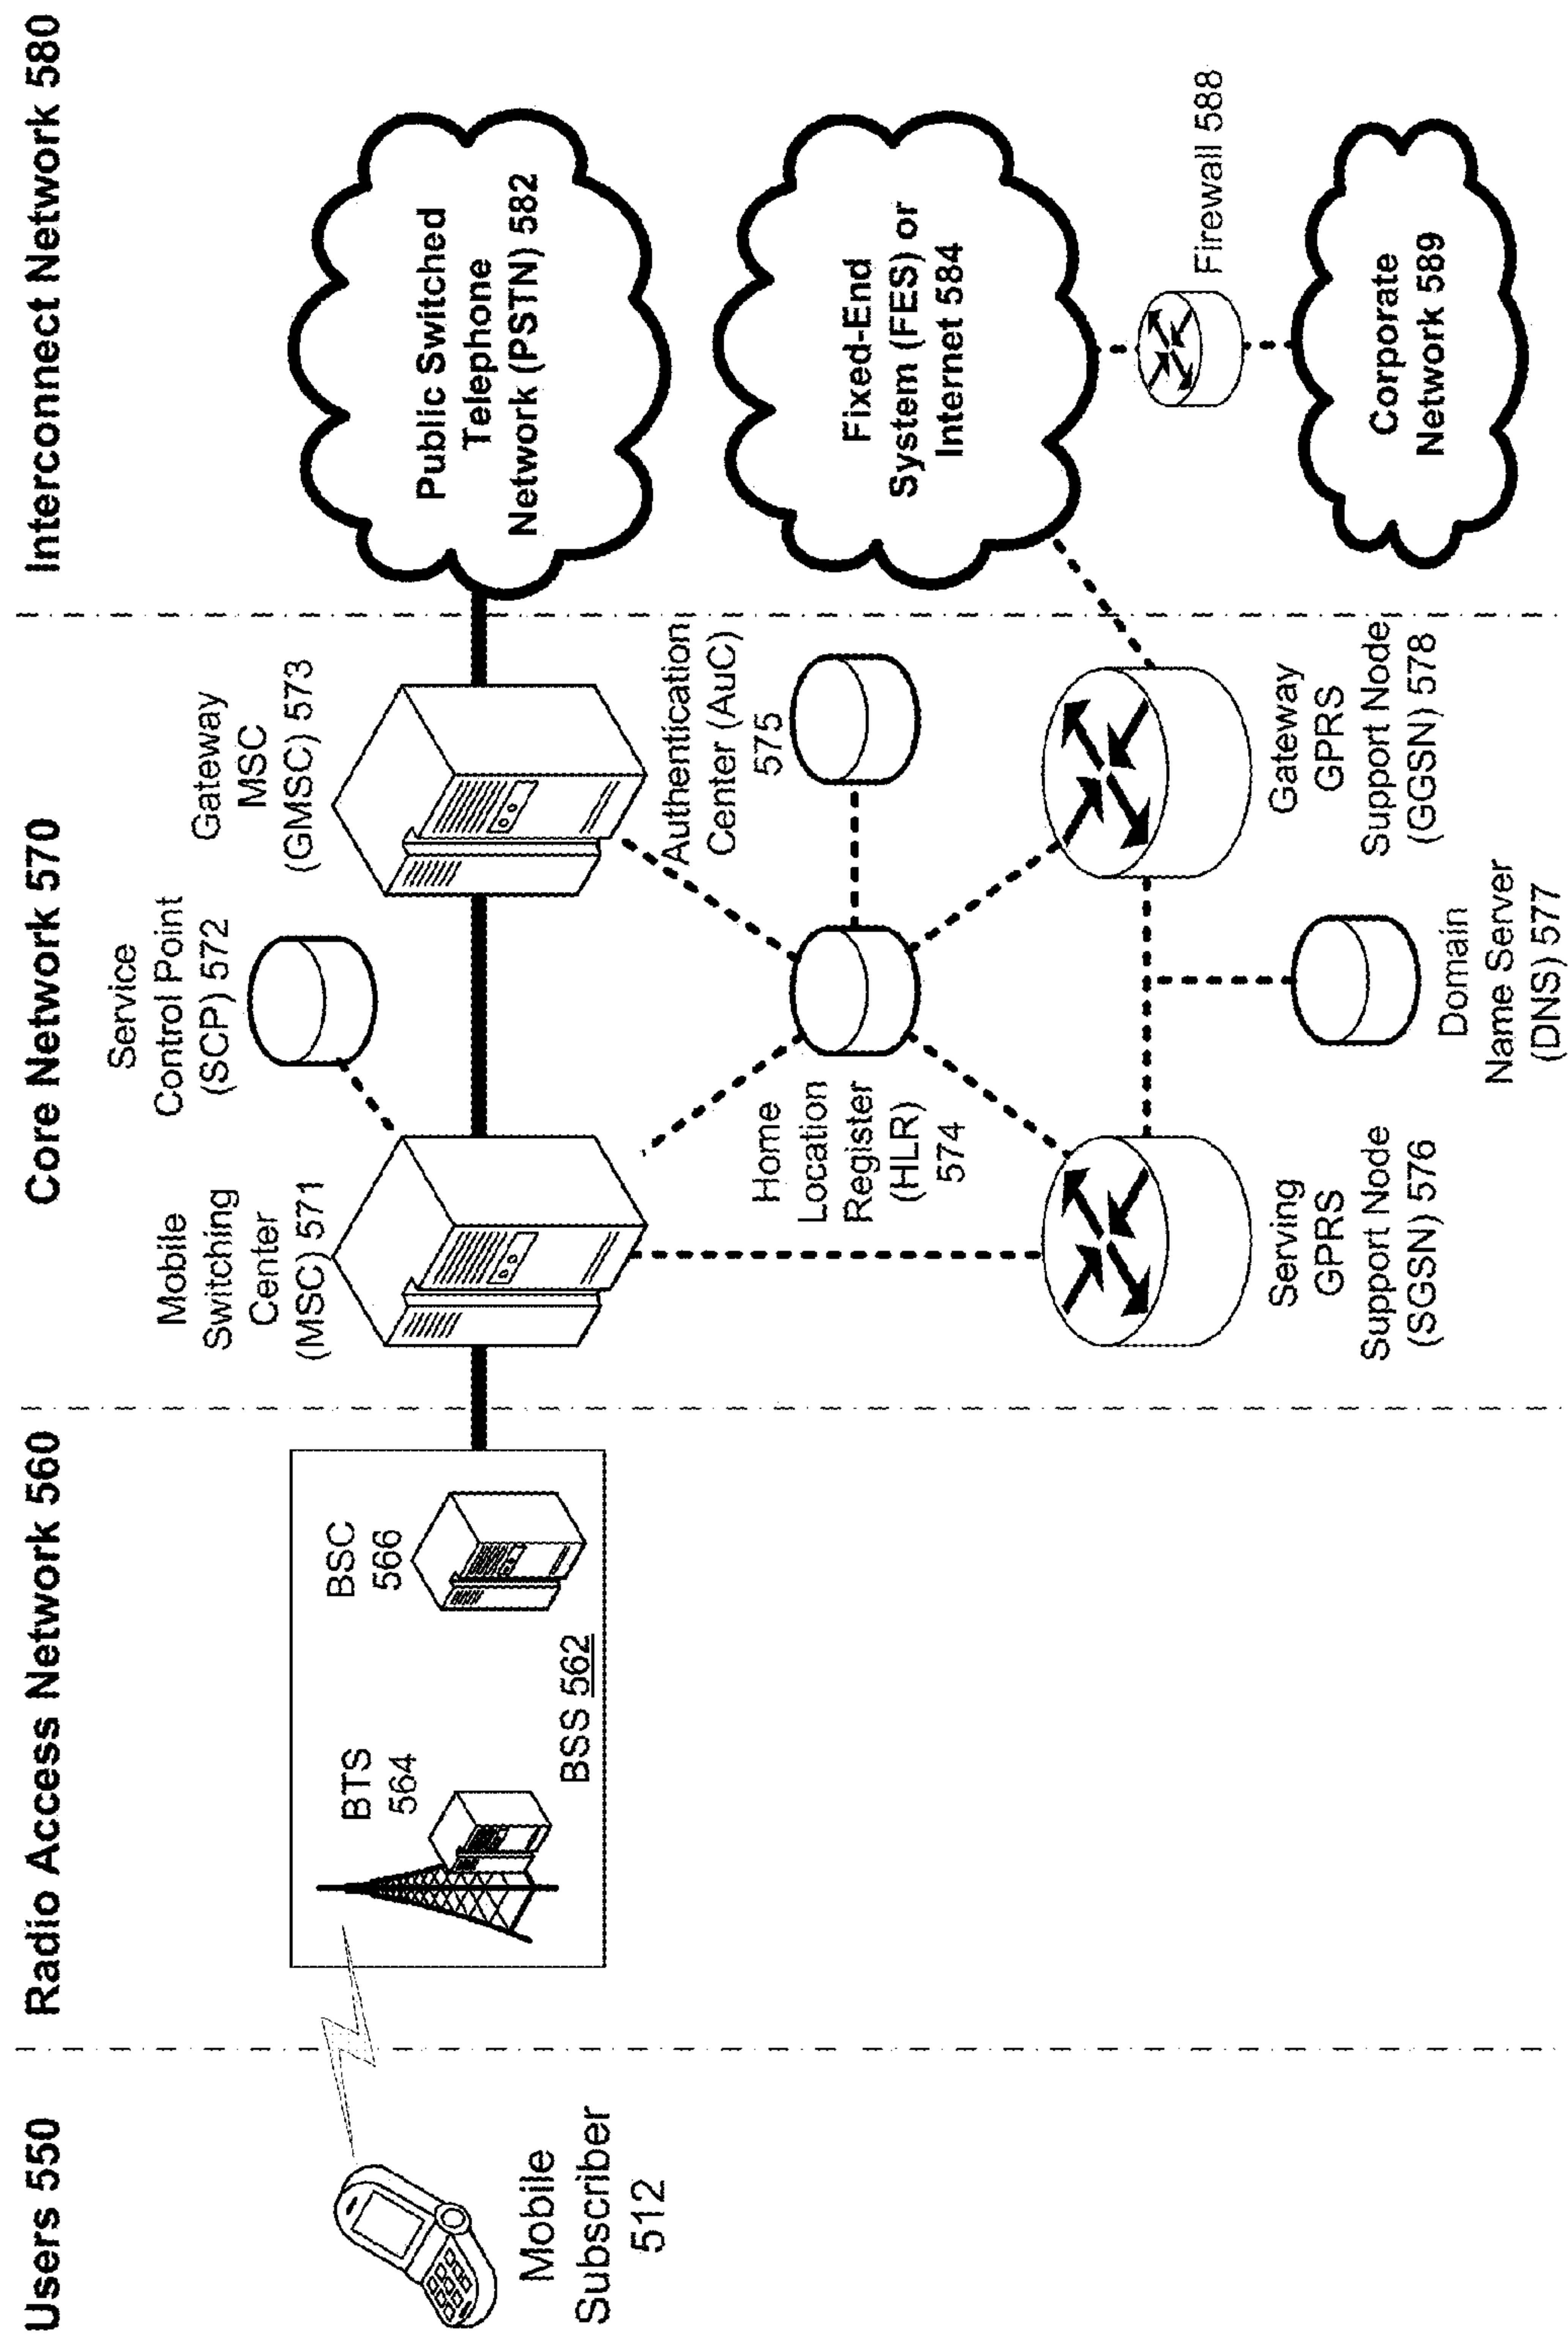 Users 550
Radio Access Network 560
Core Network 570
Interconnect Network 580
Mobile
Subscriber
512
BTS
564
BSC
566
BSS 562
Mobile
Switching
Center
(MSC) 571
Service
Control Point
(SCP) 572
Gateway
MSC
(GMSC) 573
Home
Location
Register
(HLR)
574
Authentication
Center (AuC)
575
Serving
GPRS
Support Node
(SGSN) 576
Domain
Name Server
(DNS) 577
Gateway
GPRS
Support Node
(GGSN) 578
Public Switched
Telephone
Network (PSTN) 582
Fixed-End
System (FES) or
Internet 584
Firewall 588
Corporate
Network 589